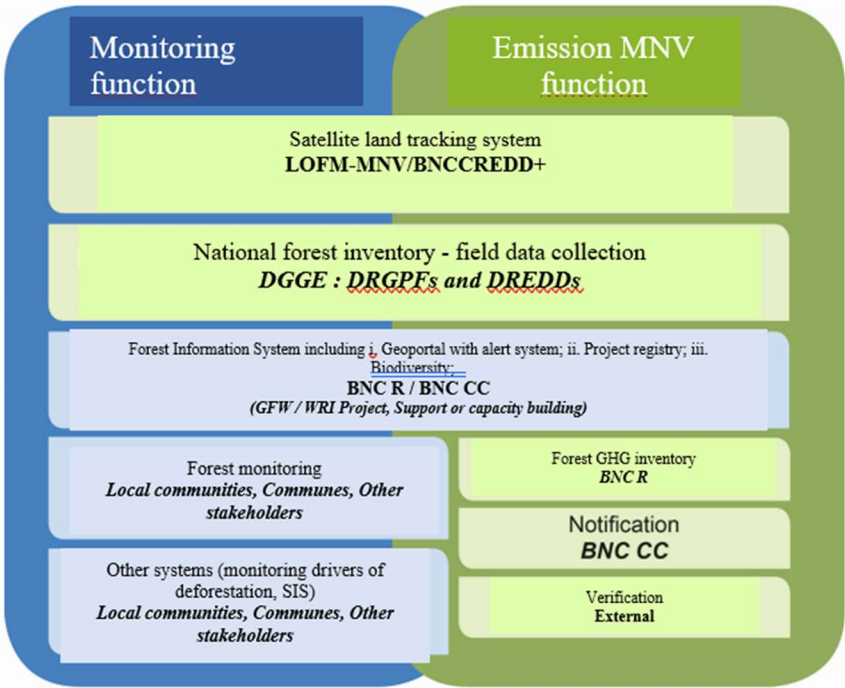 Monitoring
function
Emission MNV
function
Satellite land tracking system
LOFM-MNV/BNCCREDD+
National forest inventory - field data collection
DGGE : DRGPFs and DREDDs
Forest Information System including i. Geoportal with alert system; ii. Project registry; iii.
Biodiversity;
BNC R / BNC CC
(GFW / WRI Project, Support or capacity building)
Forest monitoring
Local communities, Communes, Other
stakeholders
Other systems (monitoring drivers of
deforestation, SIS)
Local communities, Communes, Other
stakeholders
Forest GHG inventory
BNC R
Notification
BNC CC
Verification
External